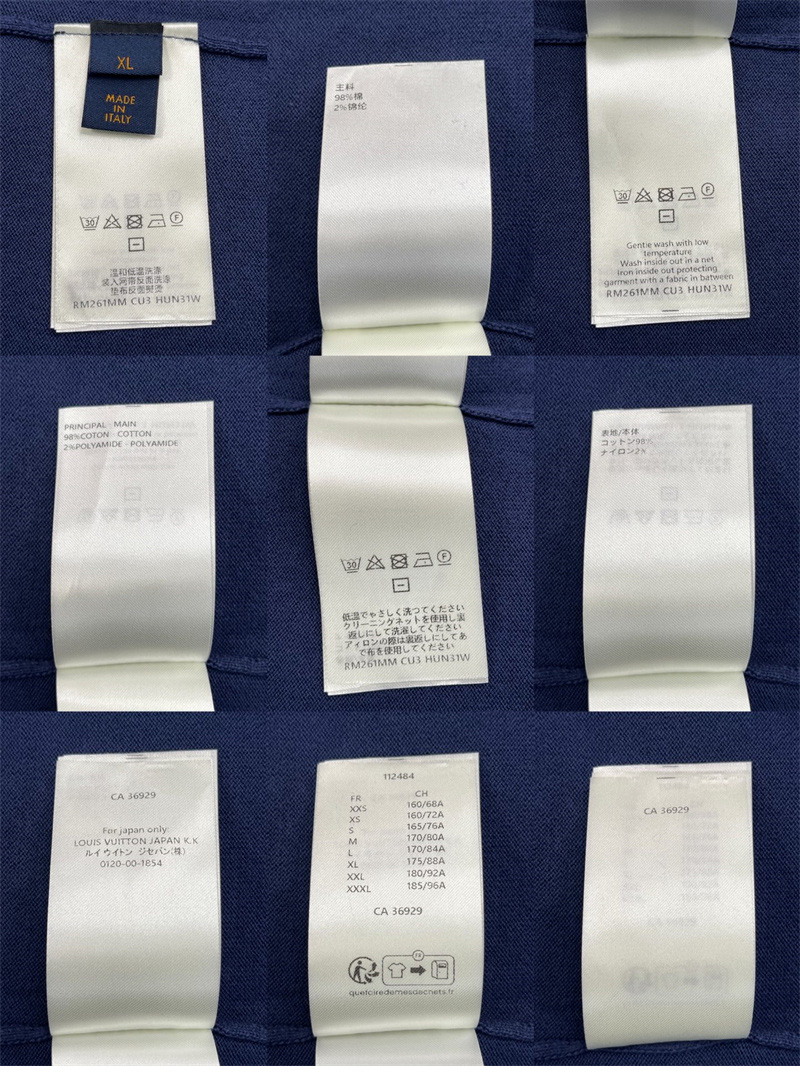 XL
MADE
IN
ITALY
30
F
温和低温洗涤
装入网带反面洗涤
垫布反面熨烫
RM261MM CU3 HUN31W
主料
98%棉
2%锦纶
30
F
Gentle wash with low
temperature
Wash inside out in a net
Iron inside out protecting
garment with a fabric in batween
RM261MM CU3 HUN31W
PRINCIPAL - MAIN
98%COTON - COTTON
2%POLYAMIDE - POLYAMIDE
30
F
低温でやさしく洗つてください
クリーニングネットを使用し裏
返しにして洗濯してください
アイロンの際は裏返しにしてあ
で布を使用してください
RM261MM CU3 HUN31W
表地/本体
コットン98%
ナイロン2%
CA 36929
For japan only:
LOUIS VUITTON JAPAN K.K
ルイ ウイトン ジセパン(株)
0120-00-1854
112484
FR CH
XXS 160/68A
XS 160/72A
S 165/76A
M 170/80A
L 170/84A
XL 175/88A
XXL 180/92A
XXXL 185/96A
CA 36929
FR
quefairedemesdechets.fr
CA 36929